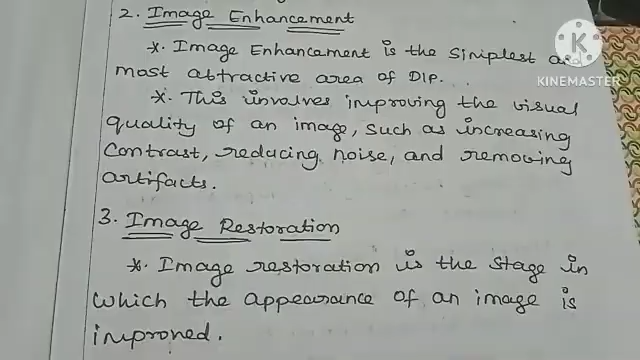 2. Image Enhancement
*. Image Enhancement is the Simplest and
most attractive area of DIP.
*. This involves improving the visual
quality of an image, such as increasing
Contrast, reducing noise, and removing
artifacts.
3. Image Restoration
*. Image restoration is the stage in
which the appearance of an image is
improved.
K
KINEMASTER